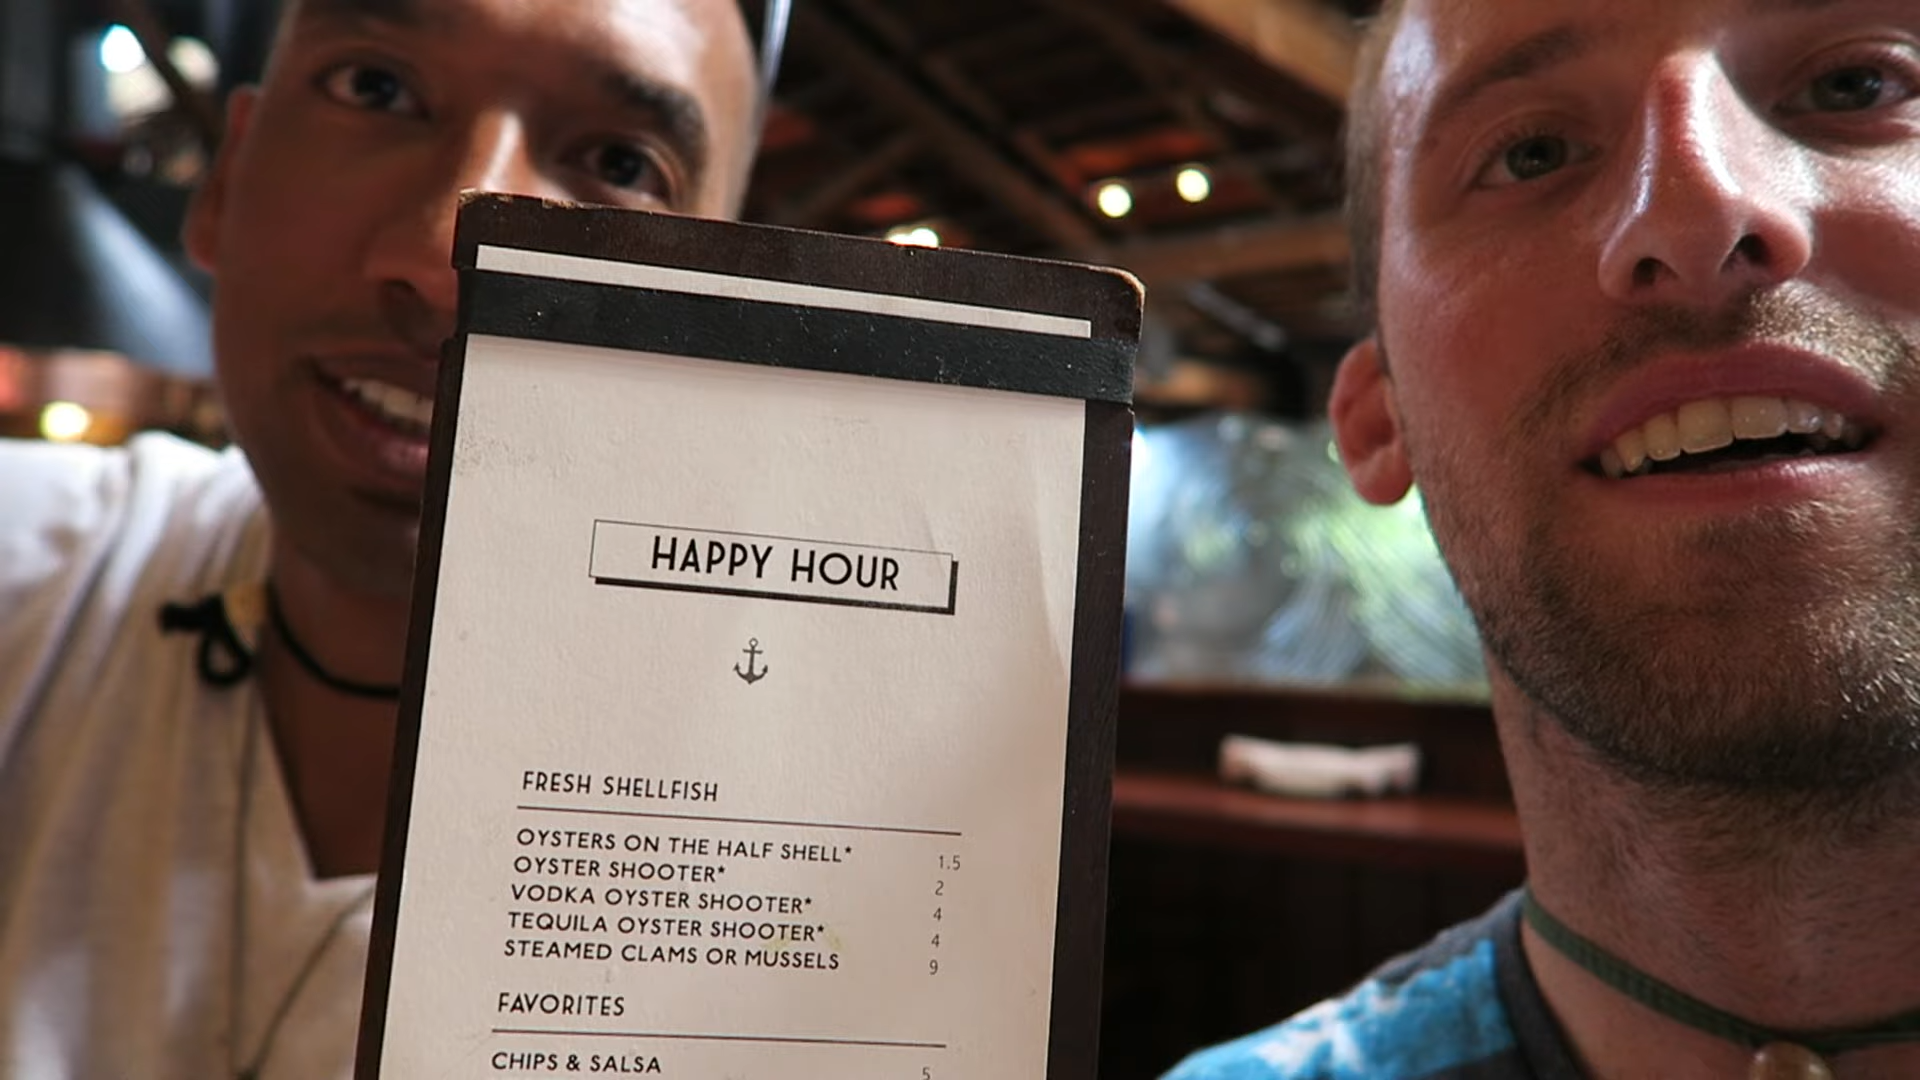 HAPPY HOUR
FRESH SHELLFISH
OYSTERS ON THE HALF SHELL* 1.5
OYSTER SHOOTER* 2
VODKA OYSTER SHOOTER* 4
TEQUILA OYSTER SHOOTER* 4
STEAMED CLAMS OR MUSSELS 9
FAVORITES
CHIPS & SALSA 5